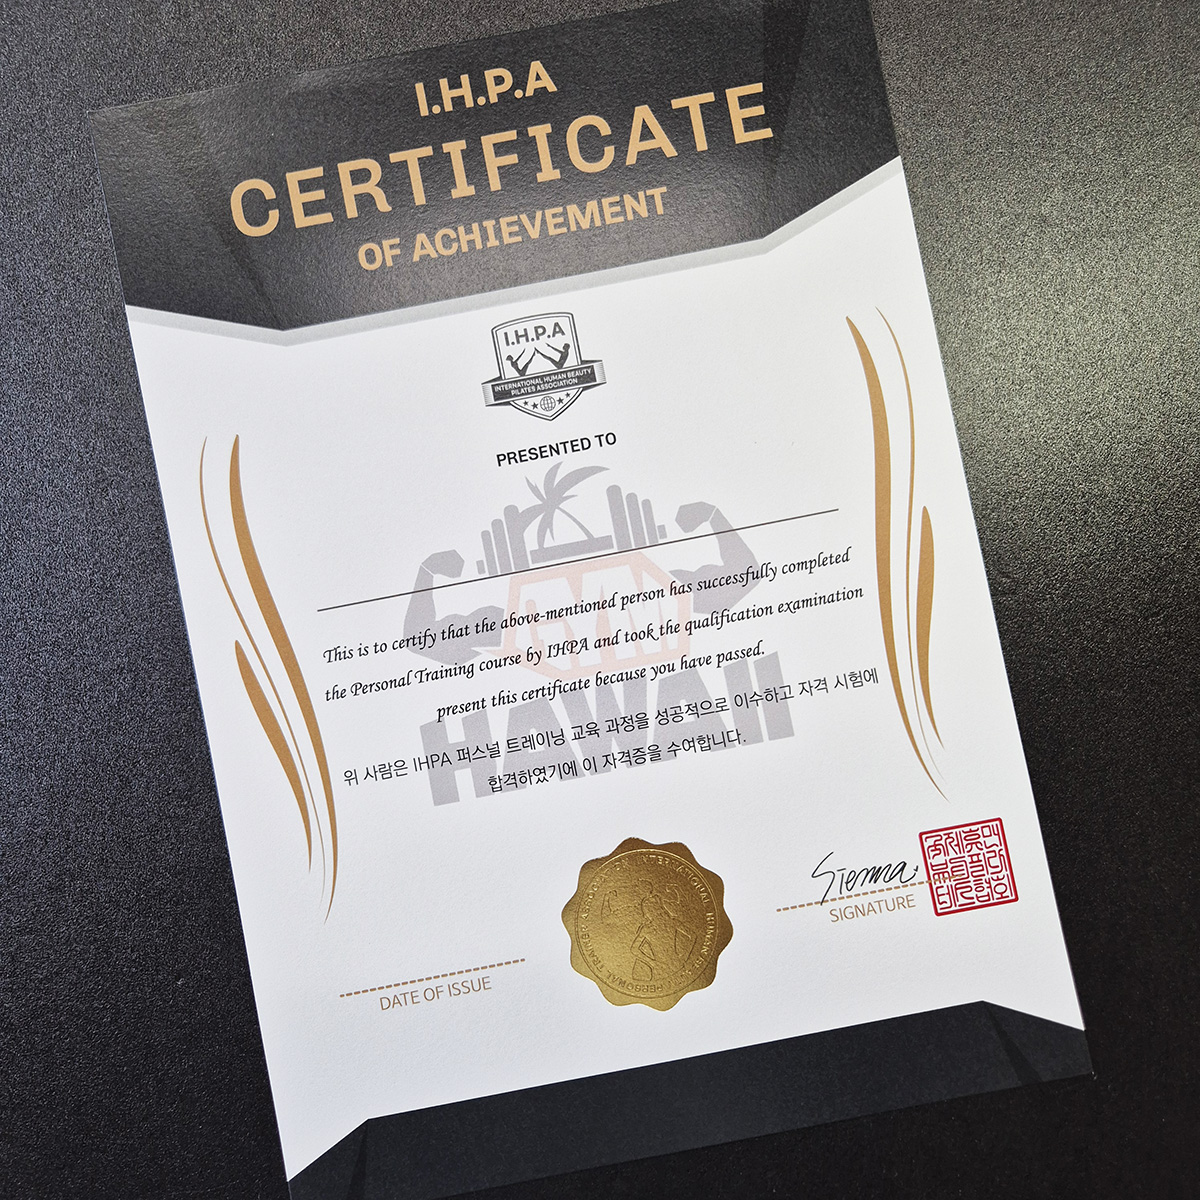 I.H.P.A
CERTIFICATE
OF ACHIEVEMENT
I.H.P.A
INTERNATIONAL HUMAN BEAUTY
PILATES ASSOCIATION
PRESENTED TO
HAWAII
This is to certify that the above-mentioned person has successfully completed
the Personal Training course by IHPA and took the qualification examination
present this certificate because you have passed.
위 사람은 IHPA 퍼스널 트레이닝 교육 과정을 성공적으로 이수하고 자격 시험에
합격하였기에 이 자격증을 수여합니다.
INTERNATIONAL HUMAN
PERSONAL TRAINER
Sienna
SIGNATURE
DATE OF ISSUE